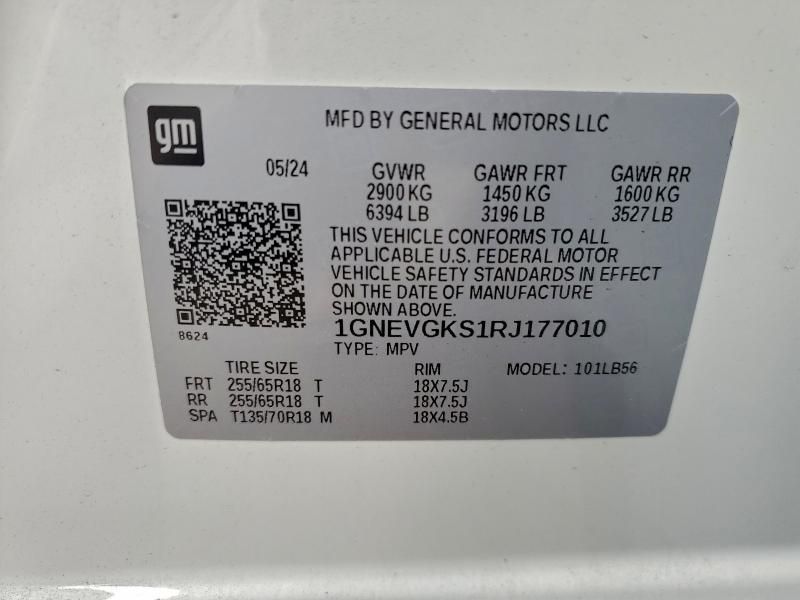 gm
MFD BY GENERAL MOTORS LLC
05/24 GVWR GAWR FRT GAWR RR
2900 KG 1450 KG 1600 KG
6394 LB 3196 LB 3527 LB
THIS VEHICLE CONFORMS TO ALL
APPLICABLE U.S. FEDERAL MOTOR
VEHICLE SAFETY STANDARDS IN EFFECT
ON THE DATE OF MANUFACTURE
SHOWN ABOVE.
1GNEVGKS1RJ177010
8624
TYPE: MPV
TIRE SIZE RIM MODEL: 101LB56
FRT 255/65R18 T 18X7.5J
RR 255/65R18 T 18X7.5J
SPA T135/70R18 M 18X4.5B